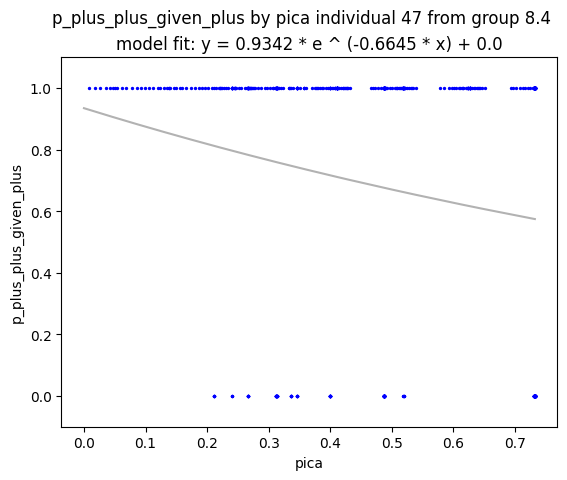 p_plus_plus_given_plus by pica individual 47 from group 8.4
model fit: y = 0.9342 * e ^ (-0.6645 * x) + 0.0
p_plus_plus_given_plus
1.0
0.8
0.6
0.4
0.2
0.0
0.0 0.1 0.2 0.3 0.4 0.5 0.6 0.7
pica